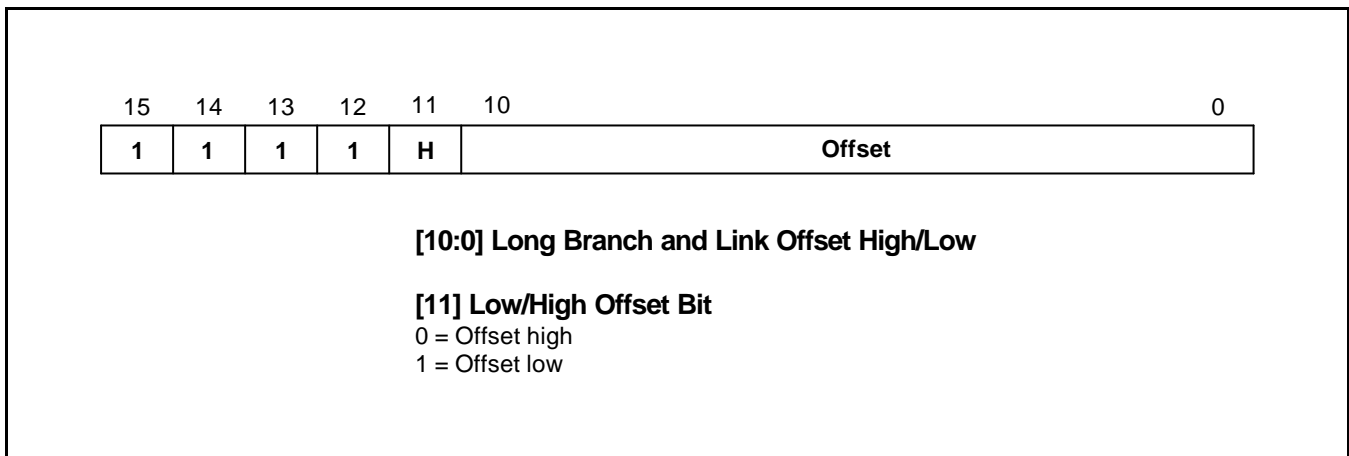 15 14 13 12 11 10 0
1 1 1 1 H Offset
[10:0] Long Branch and Link Offset High/Low
[11] Low/High Offset Bit
0 = Offset high
1 = Offset low